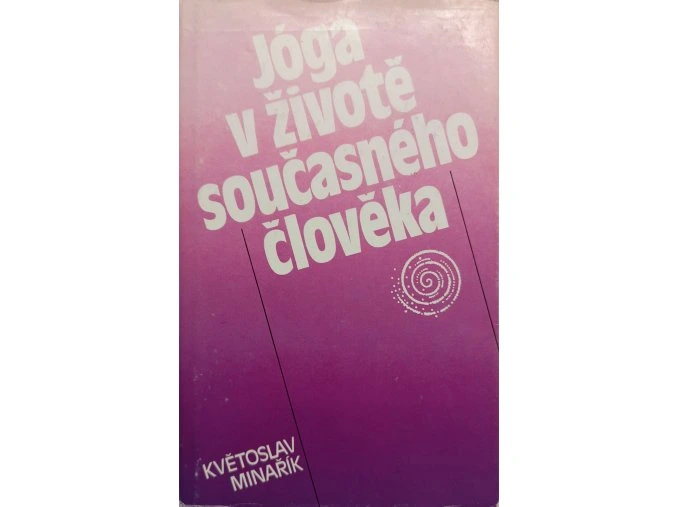 Jóga
v životě
současného
člověka
KVĚTOSLAV
MINAŘÍK